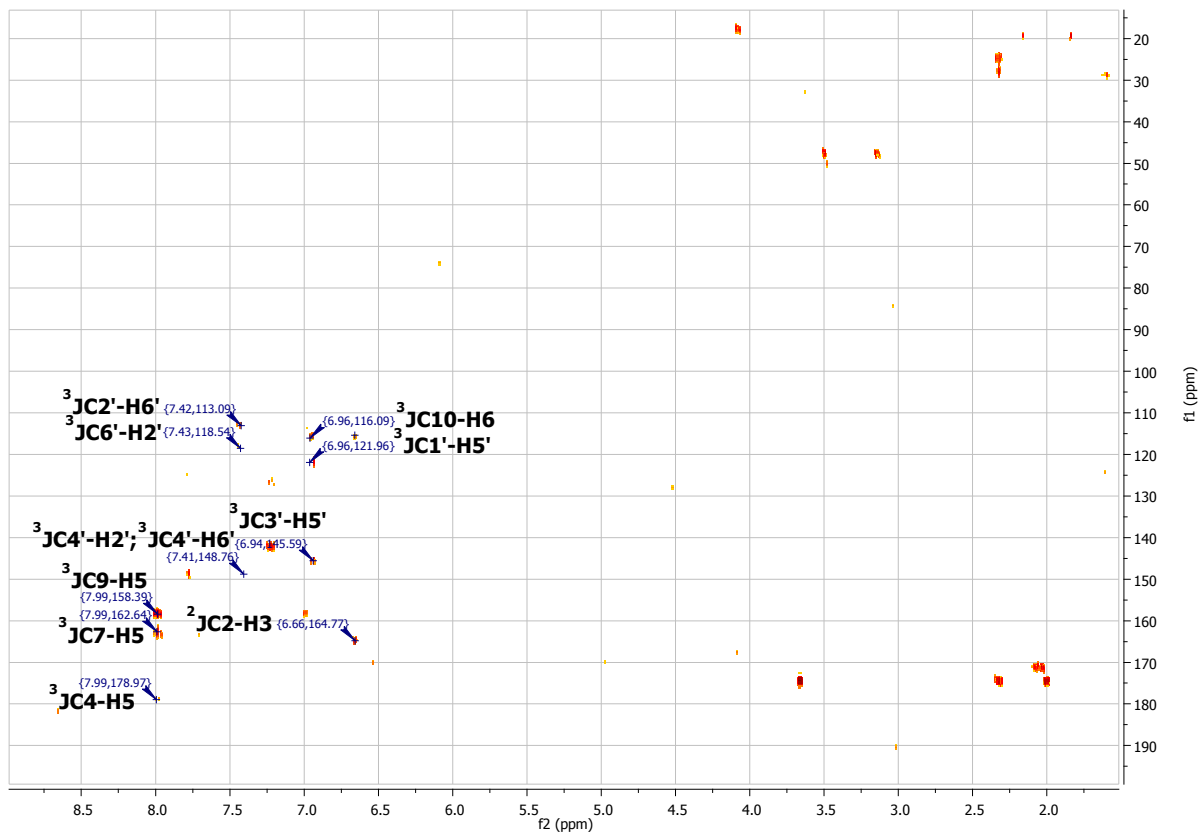 20
30
40
50
60
70
80
90
100
110
120
130
140
150
160
170
180
190
f1 (ppm)
³JC2'-H6' {7.42,113.09}
³JC6'-H2' {7.43,118.54}
{6.96,116.09} ³JC10-H6
{6.96,121.96} ³JC1'-H5'
³JC3'-H5'
³JC4'-H2'; ³JC4'-H6' {6.94,145.59}
{7.41,148.76}
³JC9-H5
{7.99,158.39}
{7.99,162.64}
³JC7-H5
²JC2-H3 {6.66,164.77}
{7.99,178.97}
³JC4-H5
8.5 8.0 7.5 7.0 6.5 6.0 5.5 5.0 4.5 4.0 3.5 3.0 2.5 2.0
f2 (ppm)